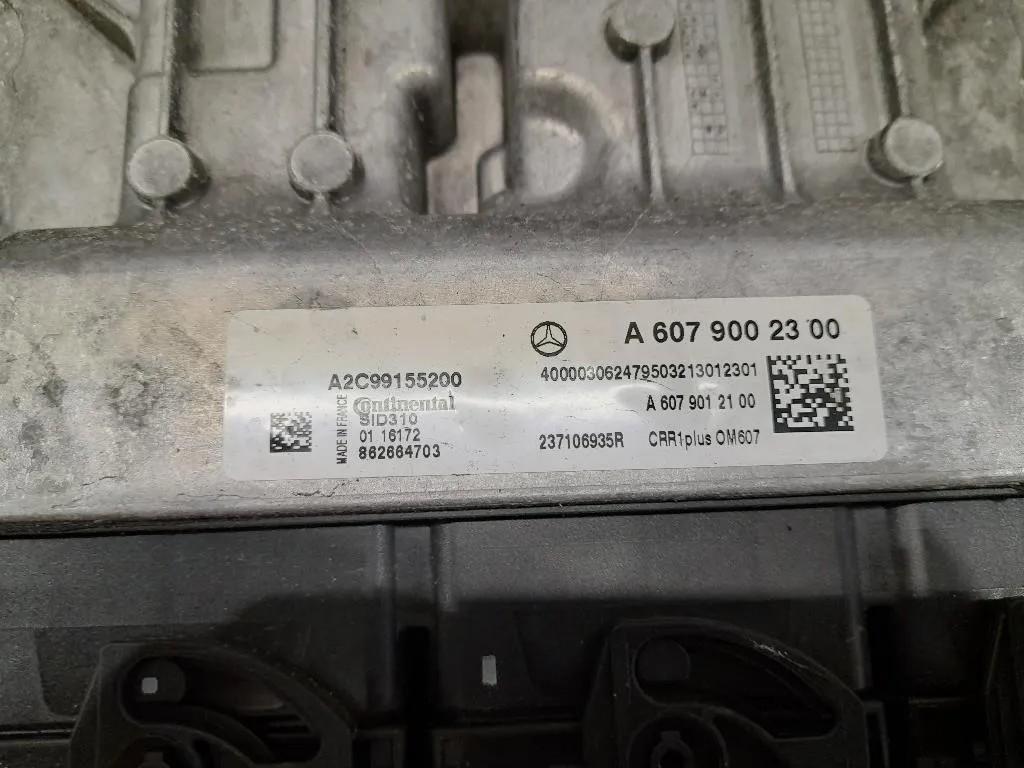 A 607 900 23 00
A2C99155200
400003062479503213012301
MADE IN FRANCE
Continental
SID310
A 607 901 21 00
01 16172
862664703
237106935R CRR1plus OM607